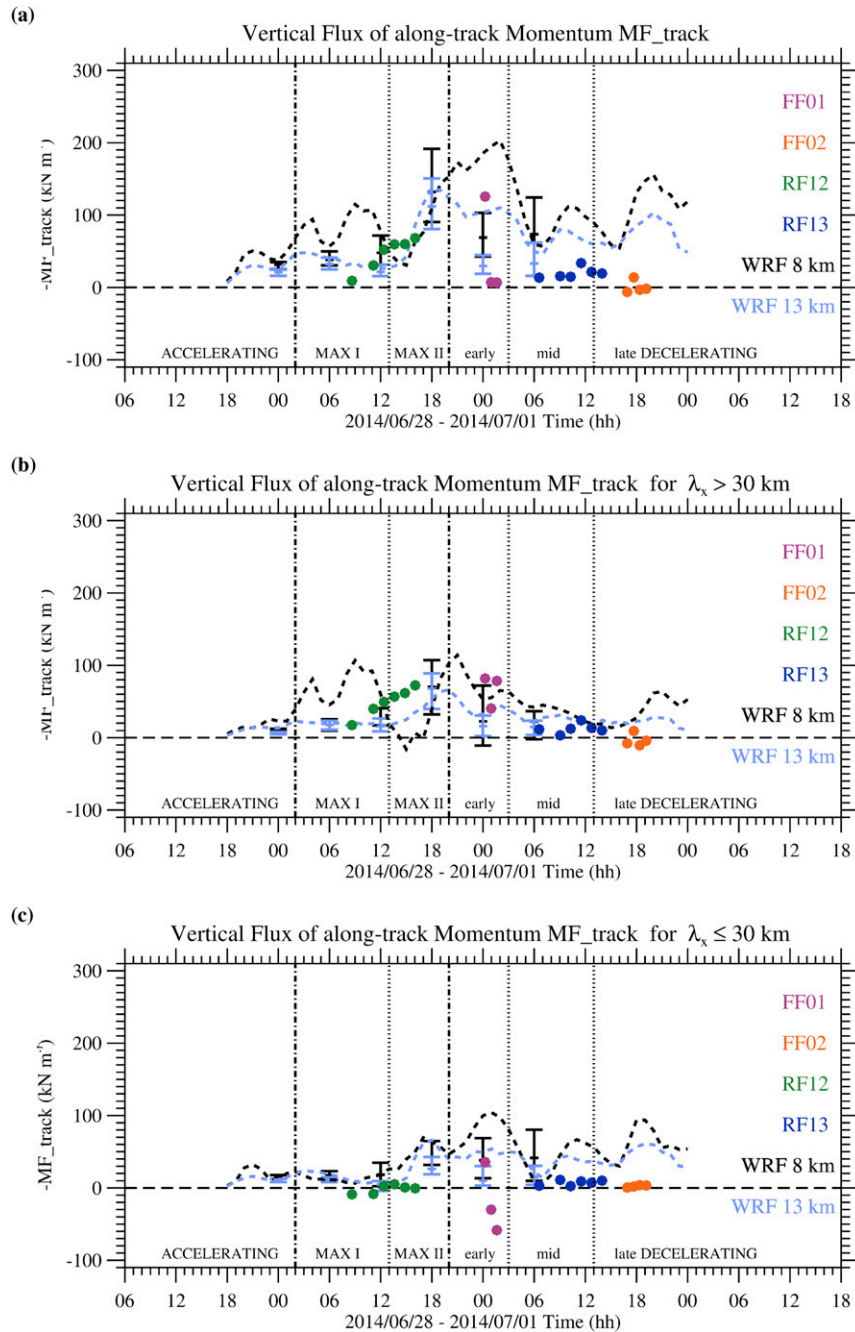 (a)
Vertical Flux of along-track Momentum MF_track
300
200
100
0
-100
FF01
FF02
RF12
RF13
WRF 8 km
WRF 13 km
ACCELERATING MAX I MAX II early mid late DECELERATING
06 12 18 00 06 12 18 00 06 12 18 00 06 12 18
2014/06/28 - 2014/07/01 Time (hh)
(b)
Vertical Flux of along-track Momentum MF_track for λx > 30 km
300
200
100
0
-100
FF01
FF02
RF12
RF13
WRF 8 km
WRF 13 km
ACCELERATING MAX I MAX II early mid late DECELERATING
06 12 18 00 06 12 18 00 06 12 18 00 06 12 18
2014/06/28 - 2014/07/01 Time (hh)
(c)
Vertical Flux of along-track Momentum MF_track for λx ≤ 30 km
-MF_track (kN m⁻¹)
300
200
100
0
-100
FF01
FF02
RF12
RF13
WRF 8 km
WRF 13 km
ACCELERATING MAX I MAX II early mid late DECELERATING
06 12 18 00 06 12 18 00 06 12 18 00 06 12 18
2014/06/28 - 2014/07/01 Time (hh)